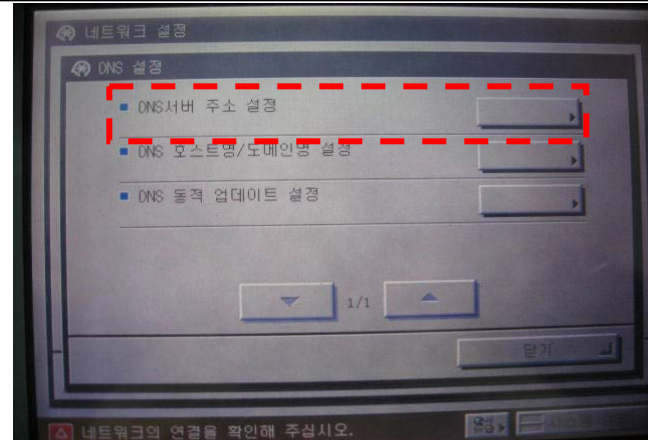 네트워크 설정
DNS 설정
DNS서버 주소 설정
DNS 호스트명/도메인명 설정
DNS 동적 업데이트 설정
1/1
닫기
네트워크의 연결을 확인해 주십시오.
시스템